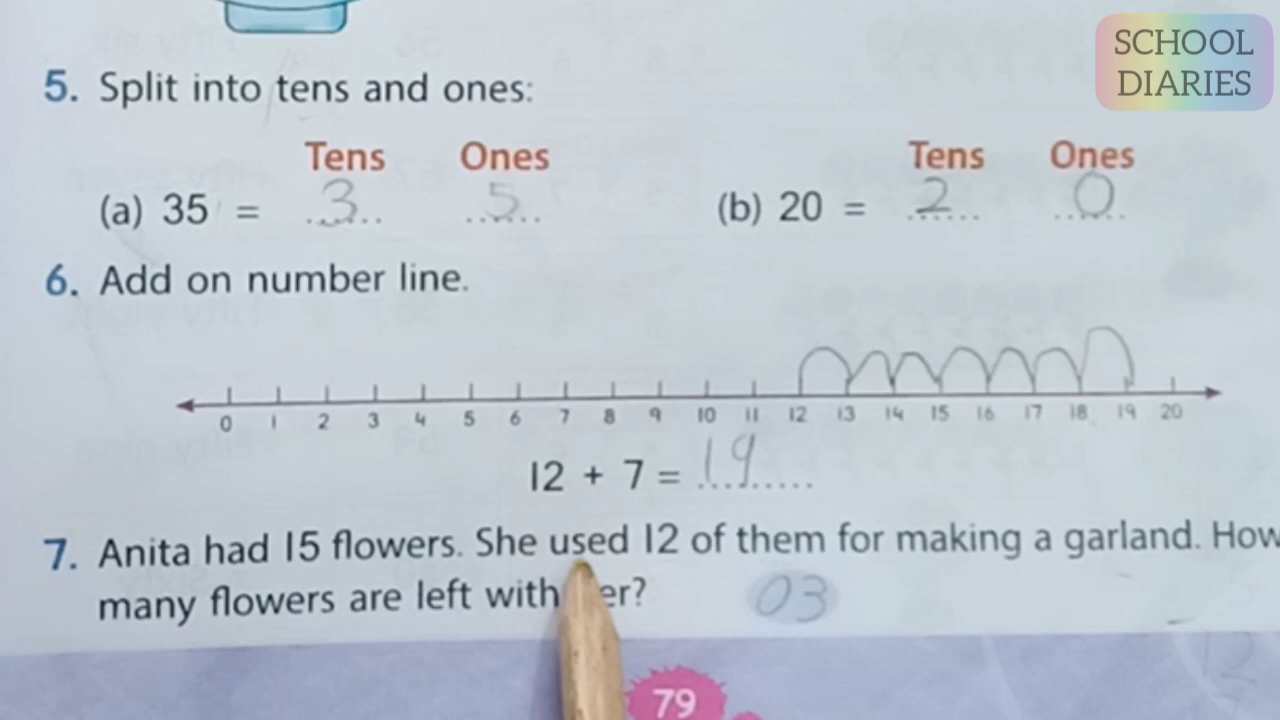 SCHOOL
DIARIES
5. Split into tens and ones:
Tens Ones Tens Ones
(a) 35 = 3 5 (b) 20 = 2 0
6. Add on number line.
0 1 2 3 4 5 6 7 8 9 10 11 12 13 14 15 16 17 18 19 20
12 + 7 = 19
7. Anita had 15 flowers. She used 12 of them for making a garland. How
many flowers are left with er? 03
79